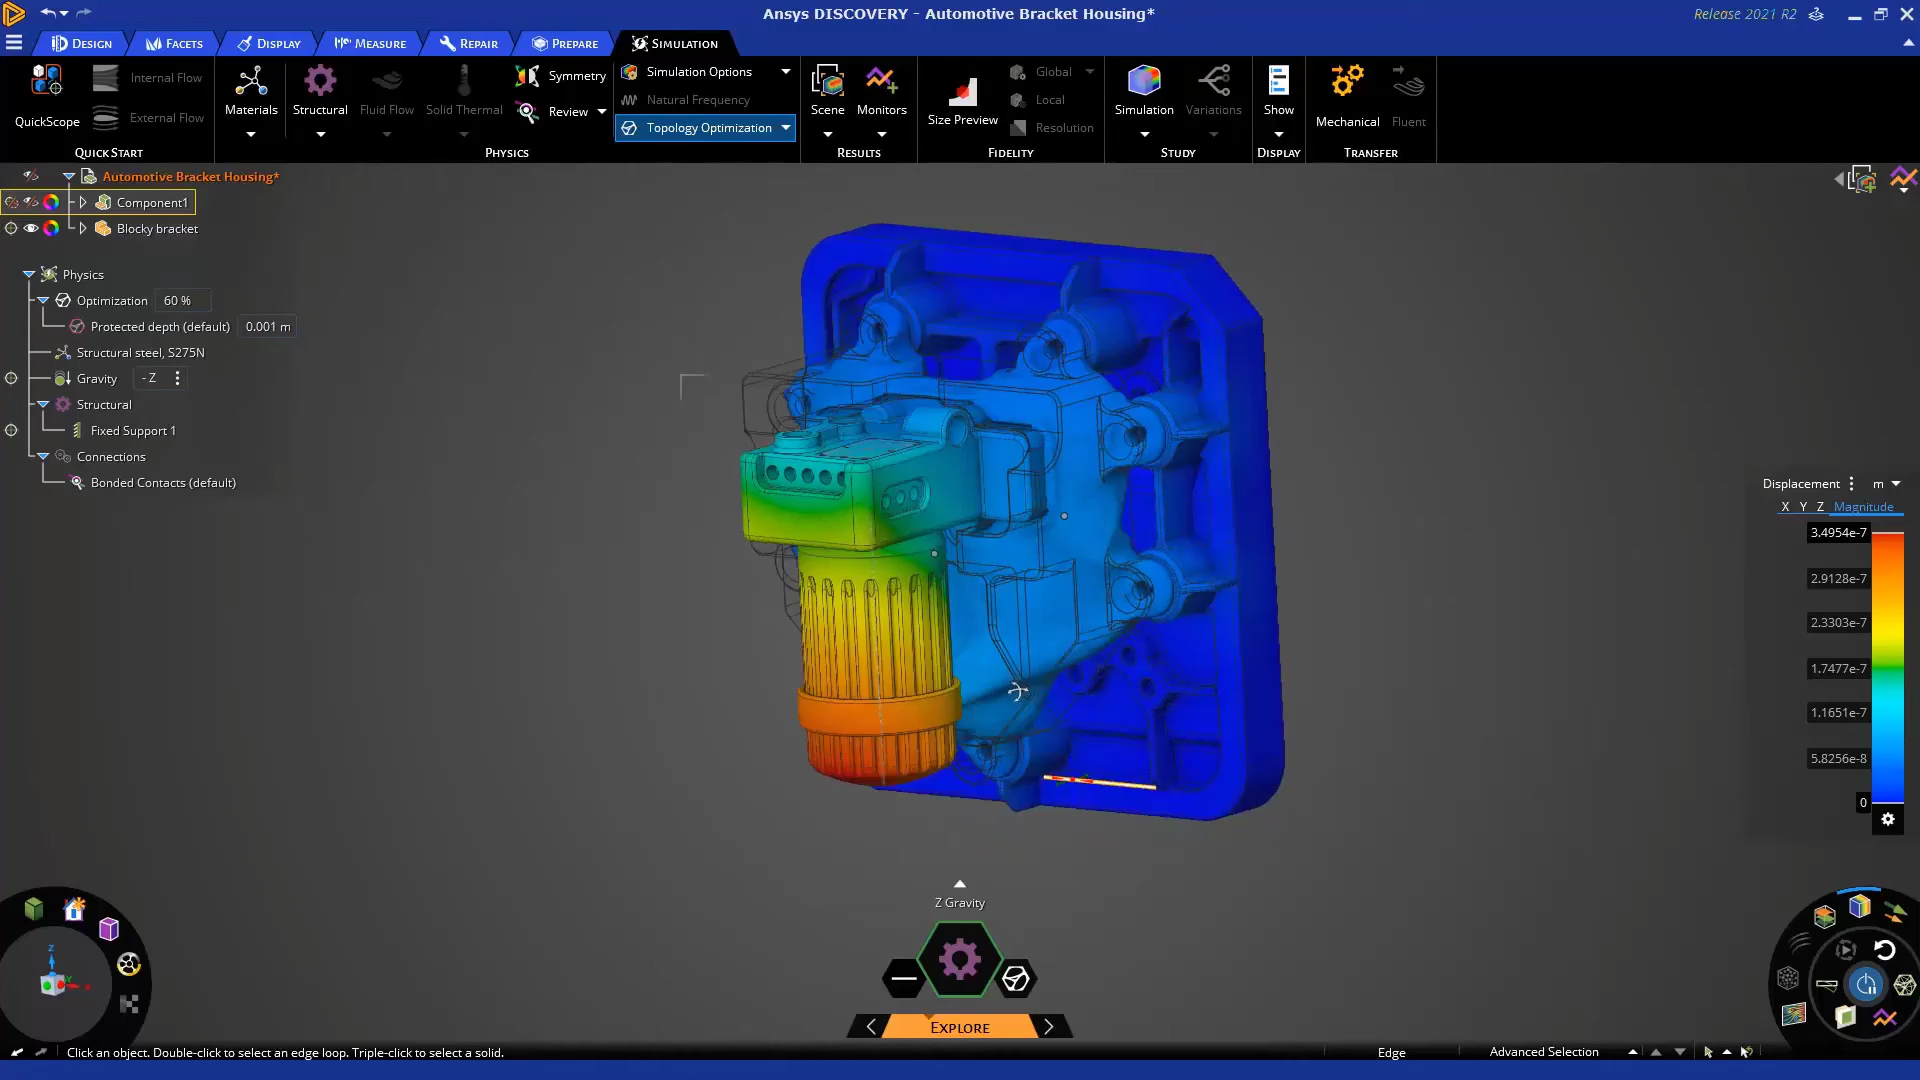 Ansys DISCOVERY - Automotive Bracket Housing*
Release 2021 R2
DESIGN
FACETS
DISPLAY
MEASURE
REPAIR
PREPARE
SIMULATION
QuickScope
Internal Flow
External Flow
QUICK START
Materials
Structural
Fluid Flow
Solid Thermal
Symmetry
Review
Simulation Options
Natural Frequency
Topology Optimization
PHYSICS
Scene
Monitors
RESULTS
Size Preview
Global
Local
Resolution
FIDELITY
Simulation
Variations
STUDY
Show
DISPLAY
Mechanical
Fluent
TRANSFER
Automotive Bracket Housing*
Component1
Blocky bracket
Physics
Optimization 60 %
Protected depth (default) 0.001 m
Structural steel, S275N
Gravity - Z
Structural
Fixed Support 1
Connections
Bonded Contacts (default)
Displacement m
X Y Z Magnitude
3.4954e-7
2.9128e-7
2.3303e-7
1.7477e-7
1.1651e-7
5.8256e-8
0
Z
Z Gravity
EXPLORE
Click an object. Double-click to select an edge loop. Triple-click to select a solid.
Edge
Advanced Selection